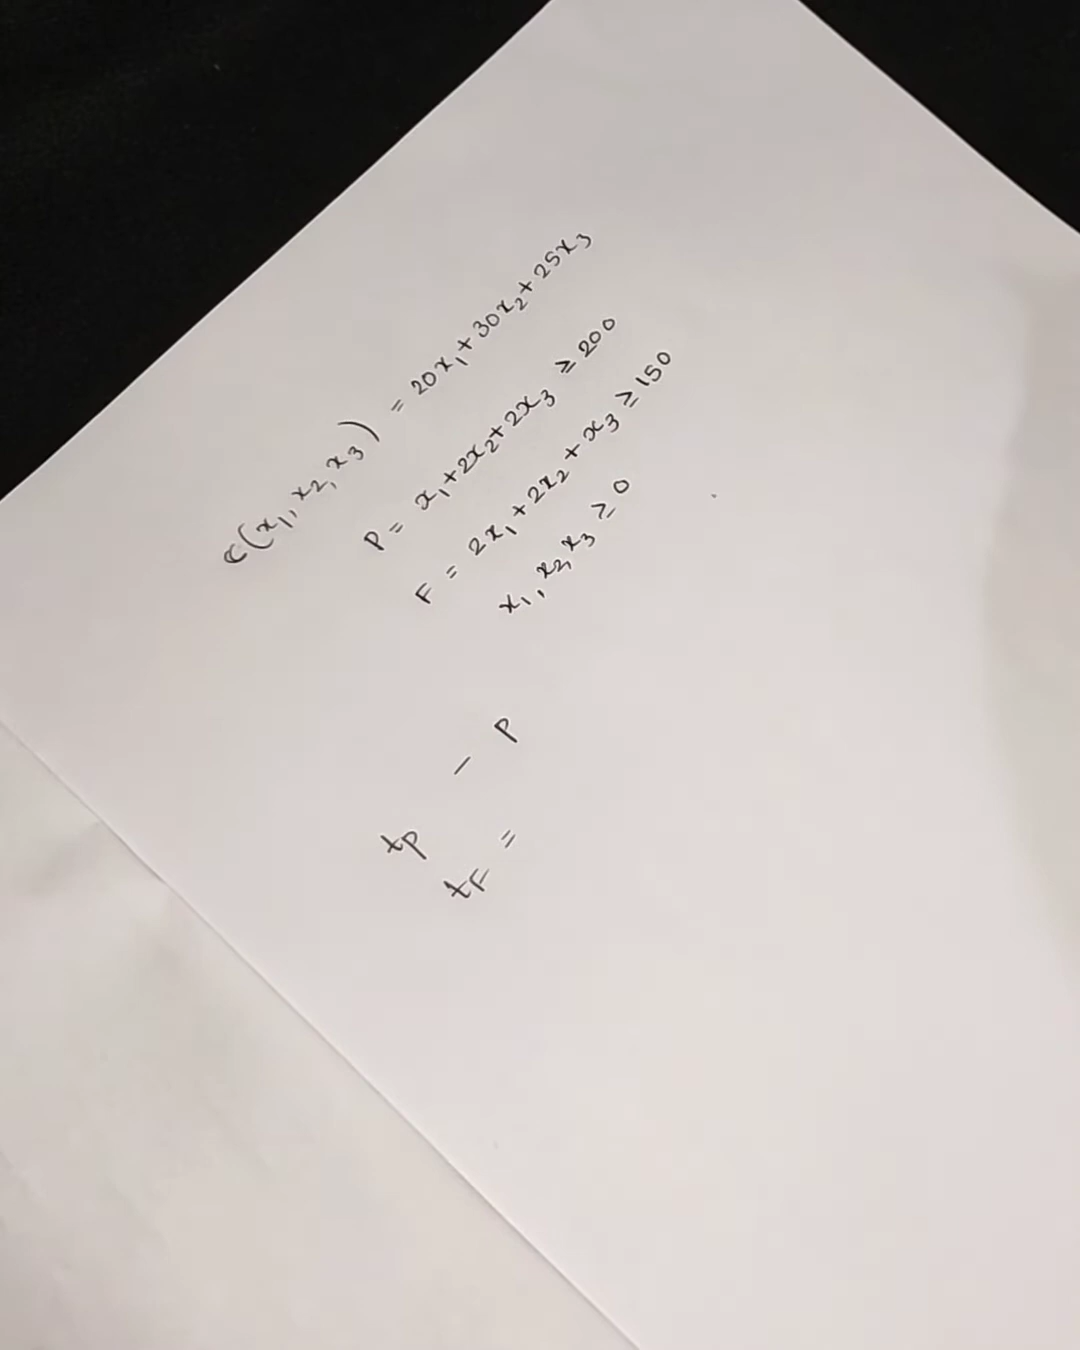 C(x₁, x₂, x₃) = 20x₁ + 30x₂ + 25x₃
P = x₁ + 2x₂ + 2x₃ ≥ 200
F = 2x₁ + 2x₂ + x₃ ≥ 150
x₁, x₂, x₃ ≥ 0
tp – P
tF =